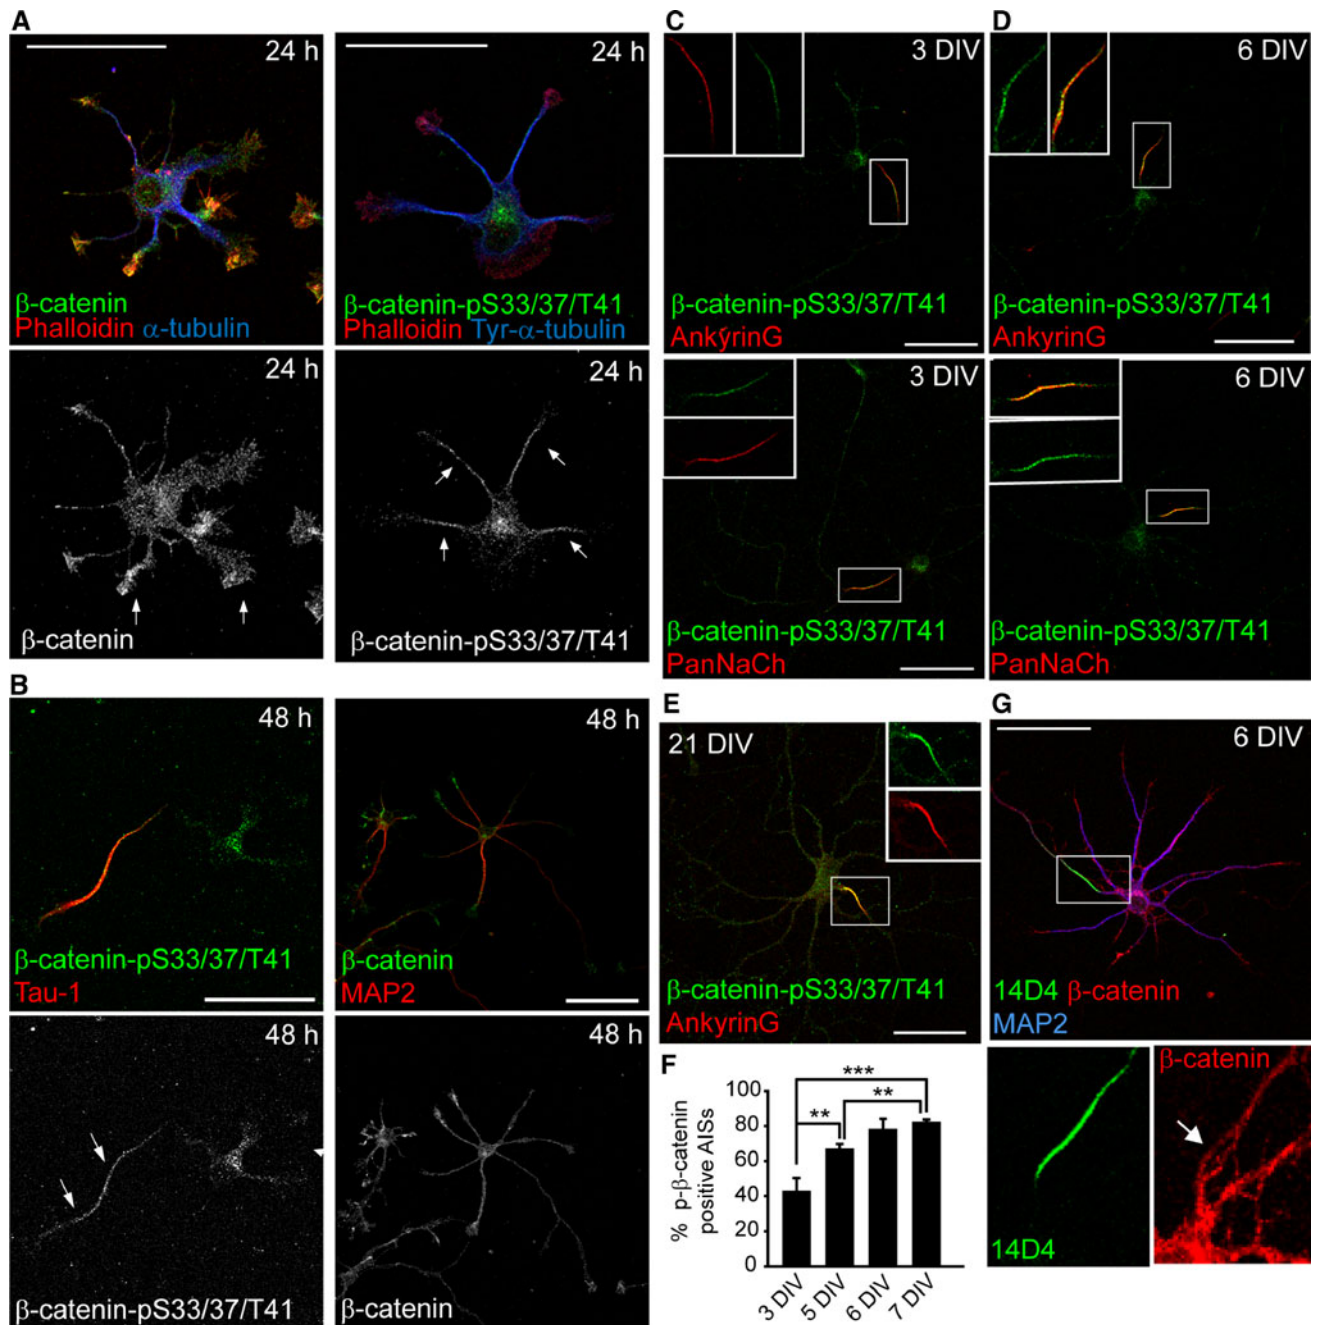 A
24 h
β-catenin
Phalloidin α-tubulin
24 h
β-catenin-pS33/37/T41
Phalloidin Tyr-α-tubulin
24 h
β-catenin
24 h
β-catenin-pS33/37/T41
B
48 h
β-catenin-pS33/37/T41
Tau-1
48 h
β-catenin
MAP2
48 h
β-catenin-pS33/37/T41
48 h
β-catenin
C
3 DIV
β-catenin-pS33/37/T41
AnkyrinG
3 DIV
β-catenin-pS33/37/T41
PanNaCh
D
6 DIV
β-catenin-pS33/37/T41
AnkyrinG
6 DIV
β-catenin-pS33/37/T41
PanNaCh
E
21 DIV
β-catenin-pS33/37/T41
AnkyrinG
F
% p-β-catenin
positive AISs
100
80
60
40
20
0
***
**
**
3 DIV
5 DIV
6 DIV
7 DIV
G
6 DIV
14D4 β-catenin
MAP2
14D4
β-catenin